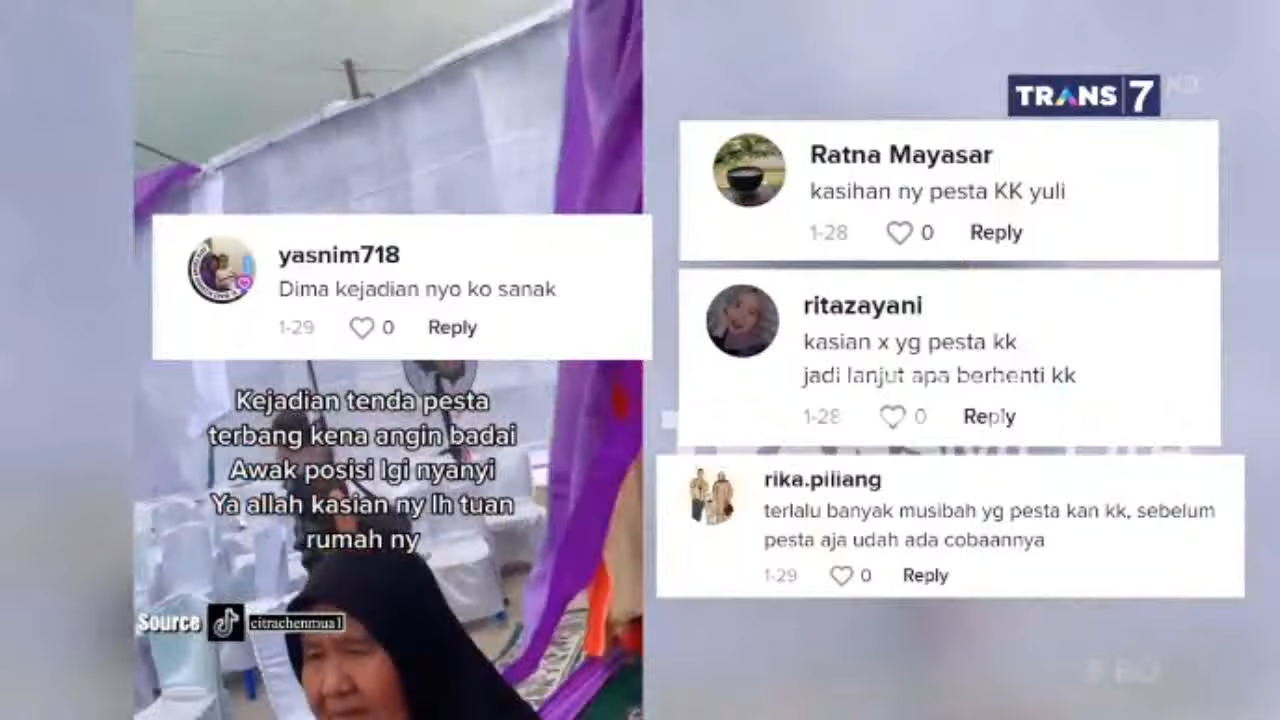 TRANS 7
yasnim718
Dima kejadian nyo ko sanak
1-29 0 Reply
Kejadian tenda pesta
terbang kena angin badai
Awak posisi lgi nyanyi
Ya allah kasian ny lh tuan
rumah ny
Source citrachenmua1
Ratna Mayasar
kasihan ny pesta KK yuli
1-28 0 Reply
ritazayani
kasian x yg pesta kk
jadi lanjut apa berhenti kk
1-28 0 Reply
rika.piliang
terlalu banyak musibah yg pesta kan kk, sebelum
pesta aja udah ada cobaannya
1-29 0 Reply